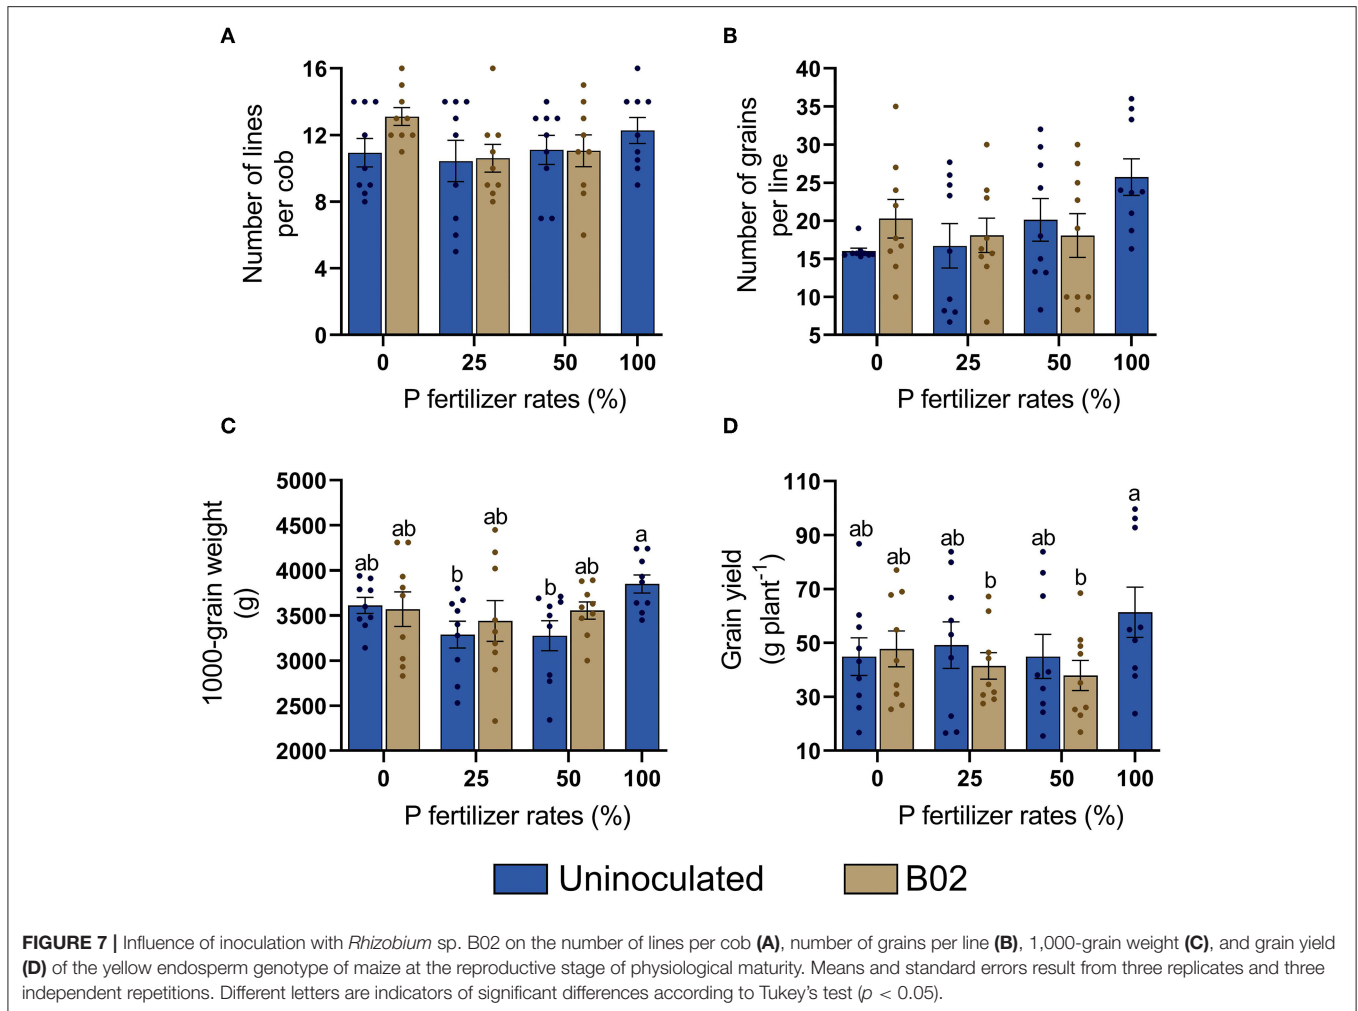 A
Number of lines
per cob
16
12
8
4
0
0 25 50 100
P fertilizer rates (%)
B
Number of grains
per line
40
35
30
25
20
15
10
5
0 25 50 100
P fertilizer rates (%)
C
1000-grain weight
(g)
5000
4500
4000
3500
3000
2500
2000
ab ab b ab b ab a
0 25 50 100
P fertilizer rates (%)
D
Grain yield
(g plant⁻¹)
110
90
70
50
30
10
ab ab ab b ab b a
0 25 50 100
P fertilizer rates (%)
Uninoculated B02
FIGURE 7 | Influence of inoculation with Rhizobium sp. B02 on the number of lines per cob (A), number of grains per line (B), 1,000-grain weight (C), and grain yield
(D) of the yellow endosperm genotype of maize at the reproductive stage of physiological maturity. Means and standard errors result from three replicates and three
independent repetitions. Different letters are indicators of significant differences according to Tukey's test (p < 0.05).